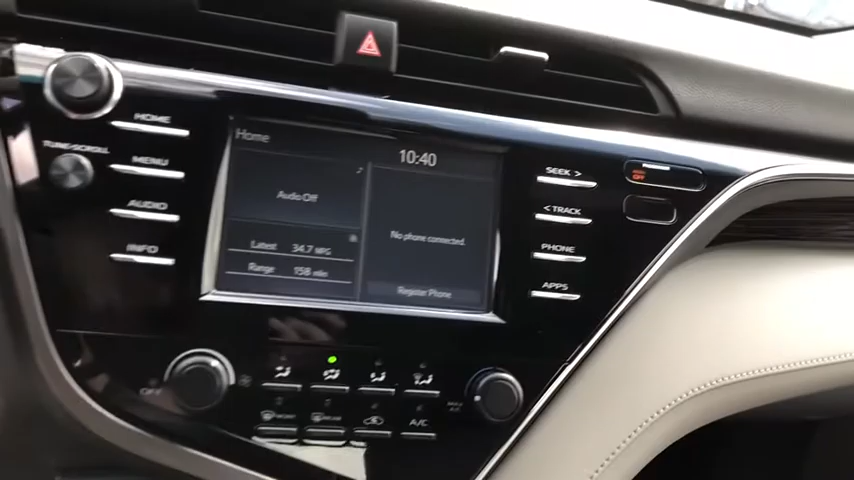 HOME
TUNE•SCROLL
MENU
AUDIO
INFO
Home
10:40
Audio Off
No phone connected.
Latest 34.7 MPG
Range 158 mile
Register Phone
SEEK >
< TRACK
PHONE
APPS
OFF
A/C